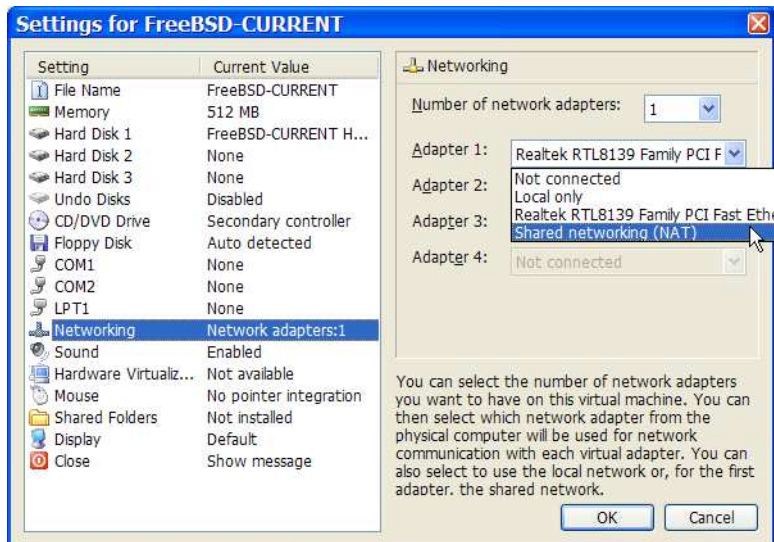 Settings for FreeBSD-CURRENT
Setting Current Value
File Name FreeBSD-CURRENT
Memory 512 MB
Hard Disk 1 FreeBSD-CURRENT H...
Hard Disk 2 None
Hard Disk 3 None
Undo Disks Disabled
CD/DVD Drive Secondary controller
Floppy Disk Auto detected
COM1 None
COM2 None
LPT1 None
Networking Network adapters:1
Sound Enabled
Hardware Virtualiz... Not available
Mouse No pointer integration
Shared Folders Not installed
Display Default
Close Show message
Networking
Number of network adapters: 1
Adapter 1: Realtek RTL8139 Family PCI F
Not connected
Adapter 2:
Local only
Realtek RTL8139 Family PCI Fast Ethe
Adapter 3:
Shared networking (NAT)
Adapter 4: Not connected
You can select the number of network adapters
you want to have on this virtual machine. You can
then select which network adapter from the
physical computer will be used for network
communication with each virtual adapter. You can
also select to use the local network or, for the first
adapter, the shared network.
OK Cancel